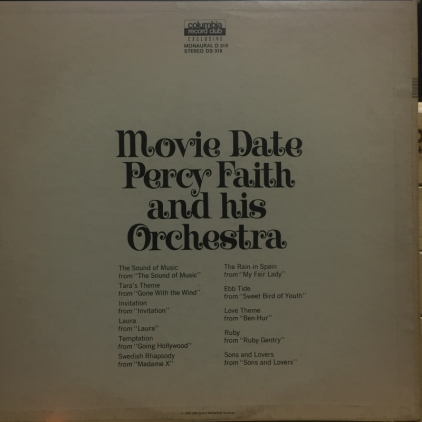 columbia
record club
EXCLUSIVE
MONAURAL D 318
STEREO DS 318
Movie Date
Percy Faith
and his
Orchestra
The Sound of Music
from "The Sound of Music"
Tara's Theme
from "Gone With the Wind"
Invitation
from "Invitation"
Laura
from "Laura"
Temptation
from "Going Hollywood"
Swedish Rhapsody
from "Madame X"
The Rain in Spain
from "My Fair Lady"
Ebb Tide
from "Sweet Bird of Youth"
Love Theme
from "Ben-Hur"
Ruby
from "Ruby Gentry"
Sons and Lovers
from "Sons and Lovers"